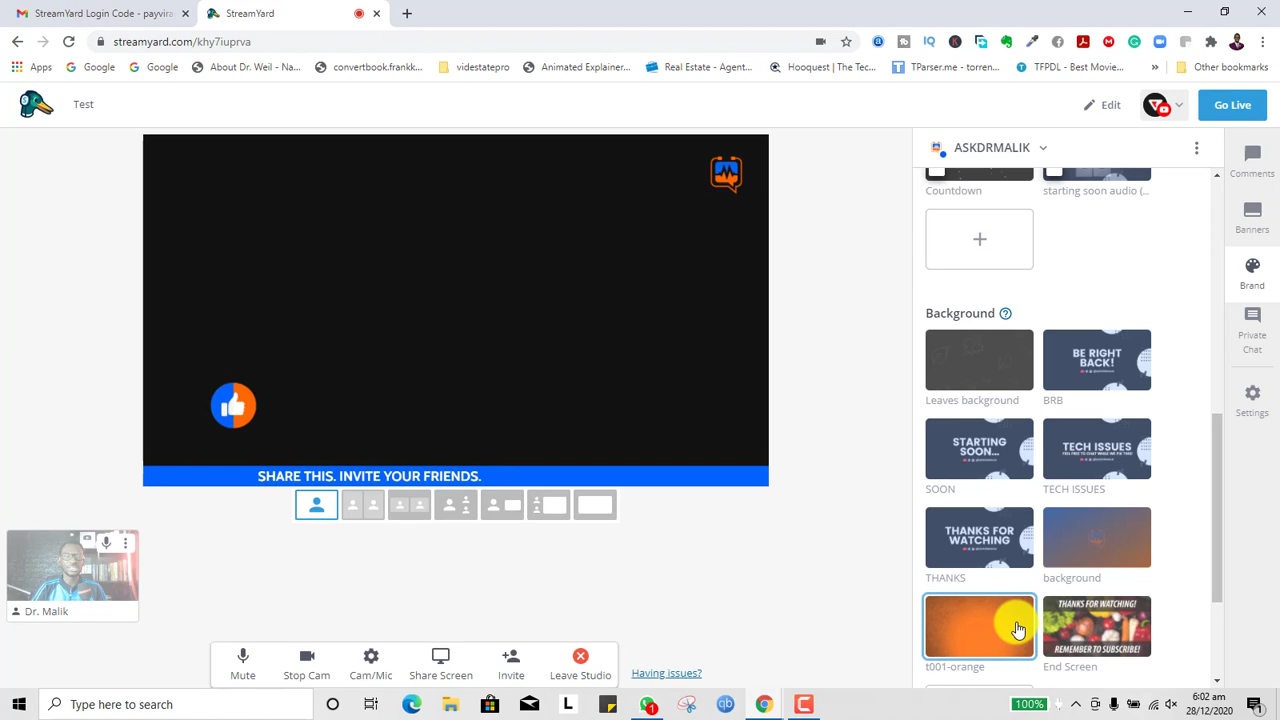 StreamYard Login Code - payvira
StreamYard
streamyard.com/khy7iuprva
Apps
Google
Google
About Dr. Weil - Na...
convertbook.frankk...
videstatepro
Animated Explainer...
Real Estate - Agent...
Hooquest | The Tec...
TParser.me - torren...
TFPDL - Best Movie...
»
Other bookmarks
Test
Edit
Go Live
ASKDRMALIK
Comments
Banners
Brand
Private
Chat
Settings
Countdown
starting soon audio (...
Background
BE RIGHT
BACK!
Leaves background
BRB
STARTING
SOON...
TECH ISSUES
SOON
TECH ISSUES
THANKS FOR
WATCHING
THANKS
background
THANKS FOR WATCHING!
REMEMBER TO SUBSCRIBE!
t001-orange
End Screen
SHARE THIS. INVITE YOUR FRIENDS.
Dr. Malik
Mute
Stop Cam
Cam/Mic
Share Screen
Invite
Leave Studio
Having issues?
Type here to search
L
1
qb
100%
6:02 am
28/12/2020
1